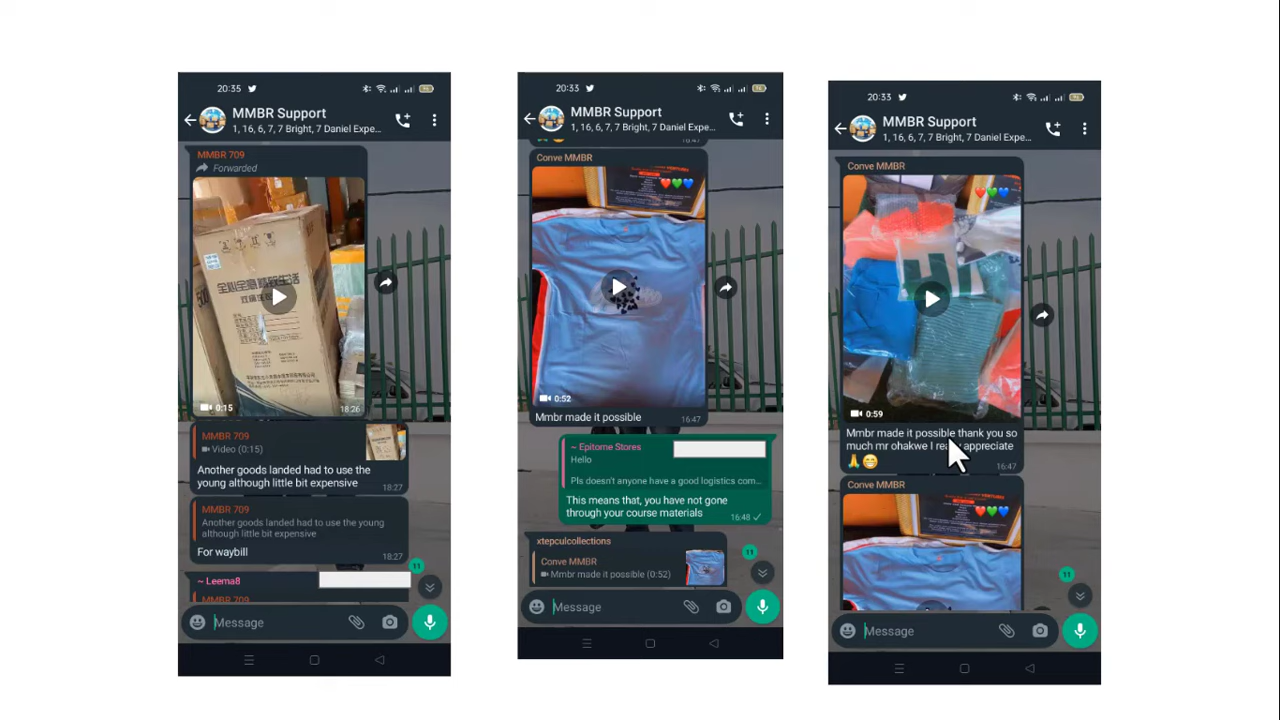 20:35
MMBR Support
1, 16, 6, 7, 7 Bright, 7 Daniel Expe...
MMBR 709
Forwarded
0:15
18:26
MMBR 709
Video (0:15)
Another goods landed had to use the
young although little bit expensive
18:27
MMBR 709
Another goods landed had to use the young
although little bit expensive
For waybill
18:27
11
~ Leema8
MMBR 709
Message
20:33
MMBR Support
1, 16, 6, 7, 7 Bright, 7 Daniel Expe...
16:47
Conve MMBR
0:52
Mmbr made it possible
16:47
~ Epitome Stores
Hello
Pls doesn't anyone have a good logistics com...
This means that, you have not gone
through your course materials
16:48
xtepculcollections
Conve MMBR
Mmbr made it possible (0:52)
11
Message
20:33
MMBR Support
1, 16, 6, 7, 7 Bright, 7 Daniel Expe...
Conve MMBR
0:59
Mmbr made it possible thank you so
much mr ohakwe I appreciate
16:47
Conve MMBR
11
Message